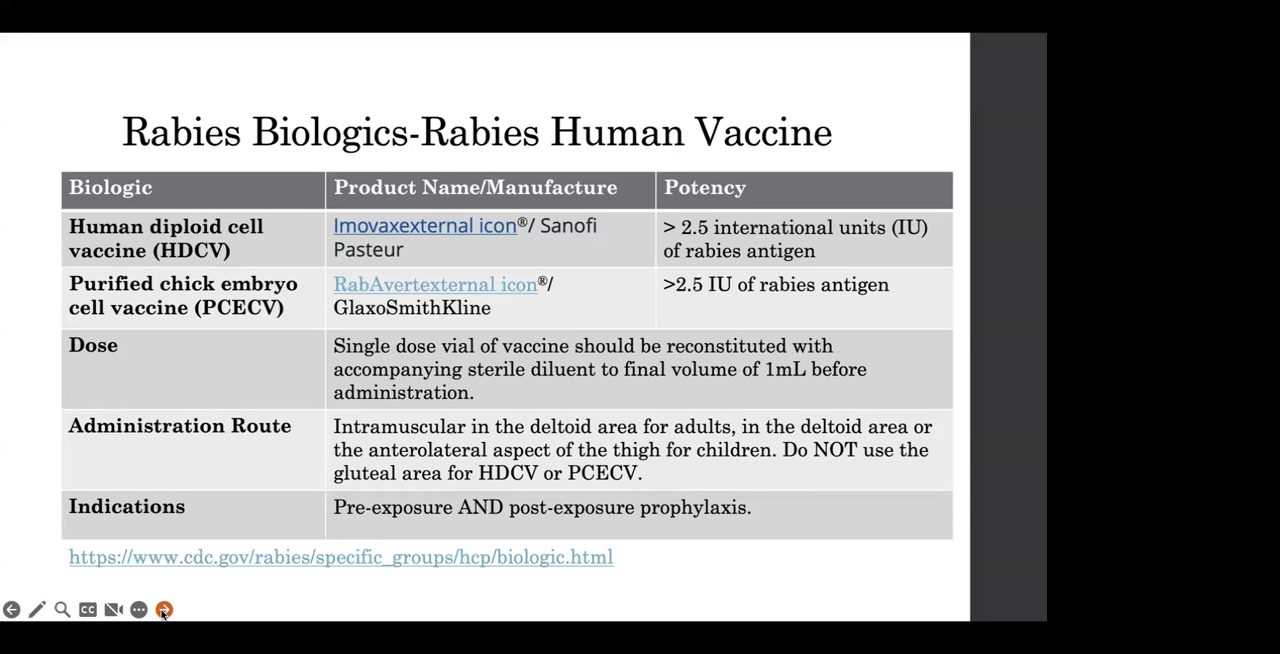 Rabies Biologics-Rabies Human Vaccine
Biologic
Product Name/Manufacture
Potency
Human diploid cell
vaccine (HDCV)
Imovaxexternal icon®/ Sanofi
Pasteur
> 2.5 international units (IU)
of rabies antigen
Purified chick embryo
cell vaccine (PCECV)
RabAvertexternal icon®/
GlaxoSmithKline
>2.5 IU of rabies antigen
Dose
Single dose vial of vaccine should be reconstituted with
accompanying sterile diluent to final volume of 1mL before
administration.
Administration Route
Intramuscular in the deltoid area for adults, in the deltoid area or
the anterolateral aspect of the thigh for children. Do NOT use the
gluteal area for HDCV or PCECV.
Indications
Pre-exposure AND post-exposure prophylaxis.
https://www.cdc.gov/rabies/specific_groups/hcp/biologic.html
CC